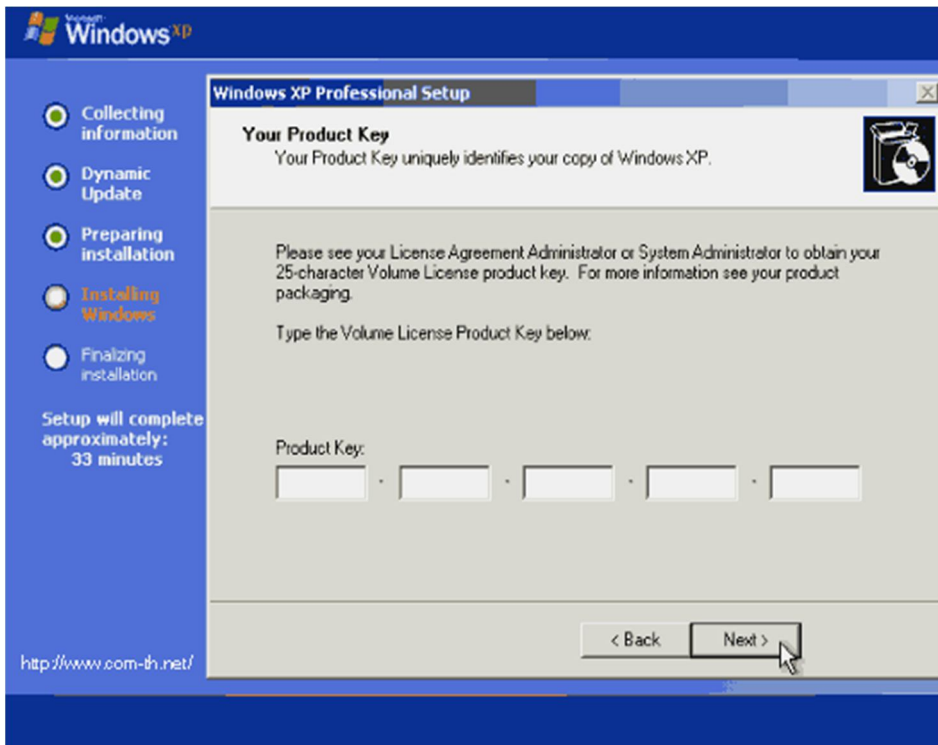 Microsoft
Windows xp
Windows XP Professional Setup
Collecting
information
Dynamic
Update
Preparing
installation
Installing
Windows
Finalizing
installation
Setup will complete
approximately:
33 minutes
http://www.com-th.net/
Your Product Key
Your Product Key uniquely identifies your copy of Windows XP.
Please see your License Agreement Administrator or System Administrator to obtain your
25-character Volume License product key. For more information see your product
packaging.
Type the Volume License Product Key below:
Product Key:
- - - -
< Back
Next >